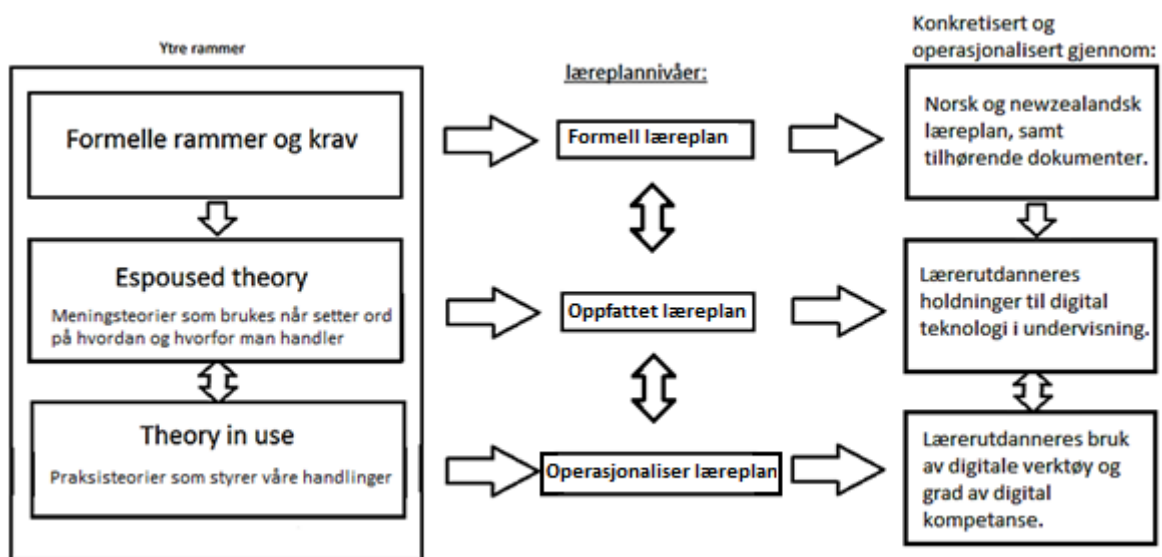 Ytre rammer
Formelle rammer og krav
Espoused theory
Meningsteorier som brukes når setter ord
på hvordan og hvorfor man handler
Theory in use
Praksisteorier som styrer våre handlinger
læreplannivåer:
Formell læreplan
Oppfattet læreplan
Operasjonaliser læreplan
Konkretisert og
operasjonalisert gjennom:
Norsk og newzealandsk
læreplan, samt
tilhørende dokumenter.
Lærerutdanneres
holdninger til digital
teknologi i undervisning.
Lærerutdanneres bruk
av digitale verktøy og
grad av digital
kompetanse.